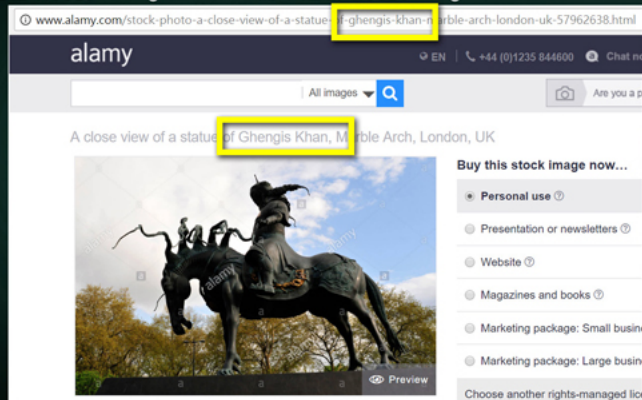 www.alamy.com/stock-photo-a-close-view-of-a-statue-of-ghengis-khan-marble-arch-london-uk-57962638.html
alamy
EN
+44 (0)1235 844600
Chat
All images
Are you a
A close view of a statue of Ghengis Khan, Marble Arch, London, UK
Buy this stock image now...
Personal use
Presentation or newsletters
Website
Magazines and books
Marketing package: Small
Marketing package: Large
alamy
alamy
Preview
Choose another rights-managed